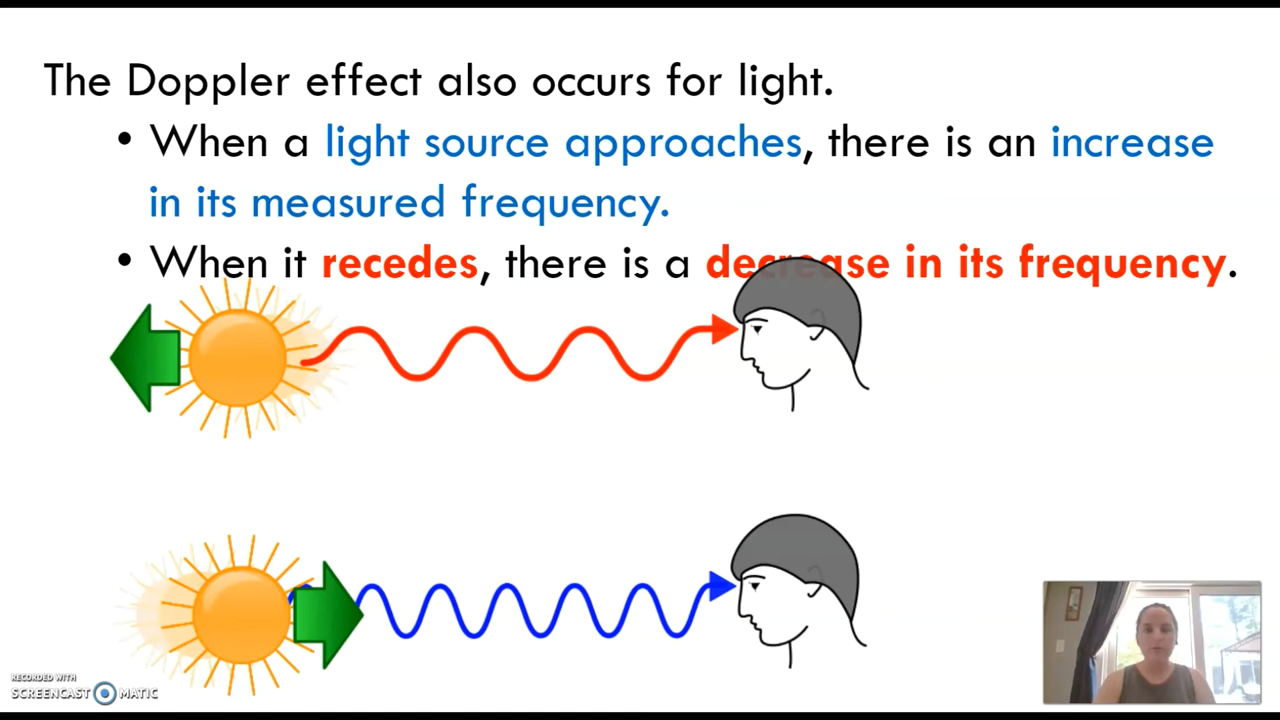 The Doppler effect also occurs for light.
• When a light source approaches, there is an increase
in its measured frequency.
• When it recedes, there is a decrease in its frequency.
RECORDED WITH
SCREENCAST MATIC